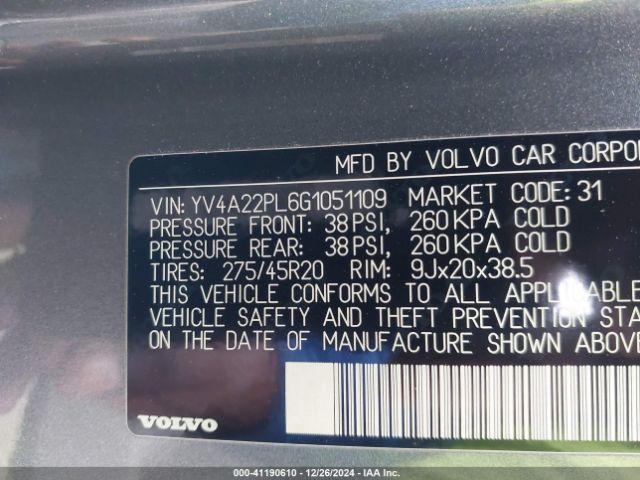 MFD BY VOLVO CAR CORPOR
VIN: YV4A22PL6G1051109 MARKET CODE: 31
PRESSURE FRONT: 38 PSI, 260 KPA COLD
PRESSURE REAR: 38 PSI, 260 KPA COLD
TIRES: 275/45R20 RIM: 9Jx20x38.5
THIS VEHICLE CONFORMS TO ALL APPLICABLE
VEHICLE SAFETY AND THEFT PREVENTION STA
ON THE DATE OF MANUFACTURE SHOWN ABOVE
VOLVO
000-41190610 - 12/26/2024 - IAA Inc.